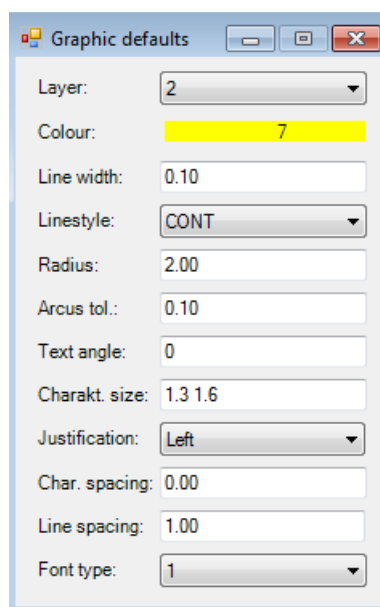 Graphic defaults
Layer: 2
Colour: 7
Line width: 0.10
Linestyle: CONT
Radius: 2.00
Arcus tol.: 0.10
Text angle: 0
Charakt. size: 1.3 1.6
Justification: Left
Char. spacing: 0.00
Line spacing: 1.00
Font type: 1